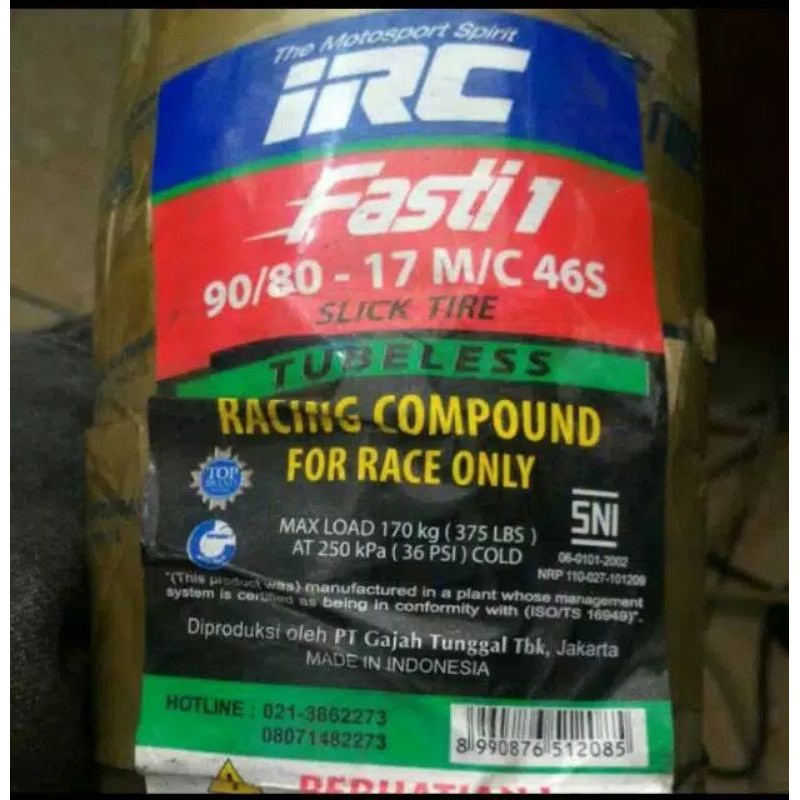 The Motosport Spirit
iRC
Fasti 1
90/80 - 17 M/C 46S
SLICK TIRE
TUBELESS
RACING COMPOUND
FOR RACE ONLY
TOP
BRAND
MAX LOAD 170 kg ( 375 LBS )
AT 250 kPa ( 36 PSI ) COLD
SNI
06-0101-2002
NRP 110-027-101209
"(This product was) manufactured in a plant whose management
system is certified as being in conformity with (ISO/TS 16949)".
Diproduksi oleh PT Gajah Tunggal Tbk, Jakarta
MADE IN INDONESIA
HOTLINE : 021-3862273
08071482273
8 990876 512085
PERHATIAN